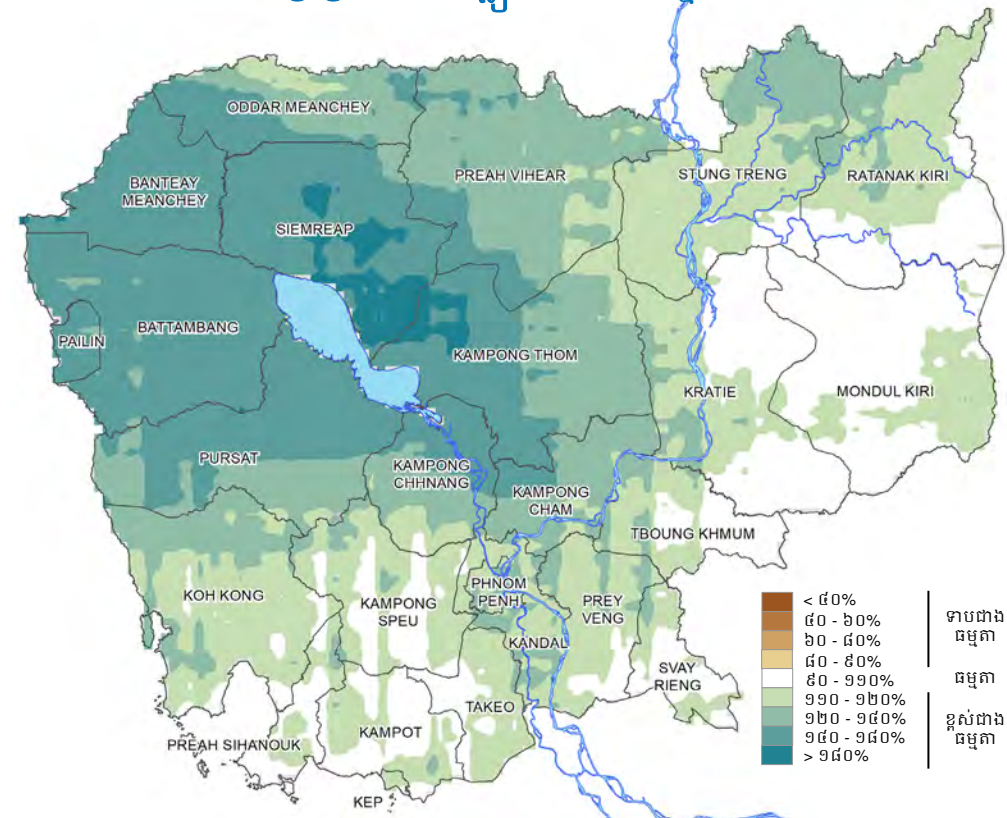 ODDAR MEANCHEY
BANTEAY
MEANCHEY
SIEMREAP
PREAH VIHEAR
STUNG TRENG
RATANAK KIRI
PAILIN
BATTAMBANG
KAMPONG THOM
KRATIE
MONDUL KIRI
PURSAT
KAMPONG
CHHNANG
KAMPONG
CHAM
TBOUNG KHMUM
KOH KONG
KAMPONG
SPEU
PHNOM
PENH
PREY
VENG
KANDAL
SVAY
RIENG
TAKEO
PREAH SIHANOUK
KAMPOT
KEP
< ៤០%
៤០ - ៦០%
៦០ - ៨០%
៨០ - ៩០%
ទាបជាង
ធម្មតា
៩០ - ១១០%
ធម្មតា
១១០ - ១២០%
១២០ - ១៤០%
១៤០ - ១៨០%
> ១៨០%
ខ្ពស់ជាង
ធម្មតា